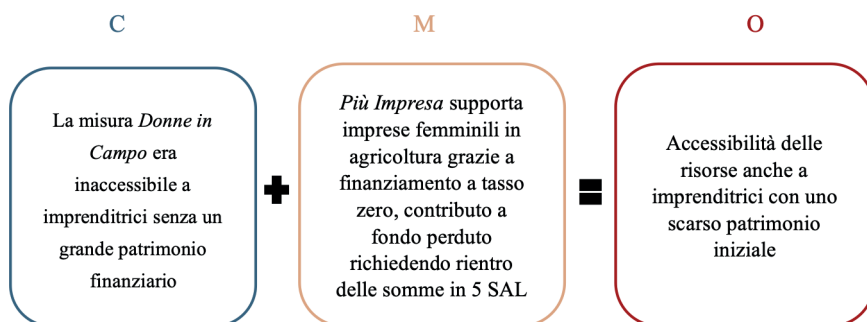 C
M
O
La misura Donne in
Campo era
inaccessibile a
imprenditrici senza un
grande patrimonio
finanziario
Più Impresa supporta
imprese femminili in
agricoltura grazie a
finanziamento a tasso
zero, contributo a
fondo perduto
richiedendo rientro
delle somme in 5 SAL
Accessibilità delle
risorse anche a
imprenditrici con uno
scarso patrimonio
iniziale